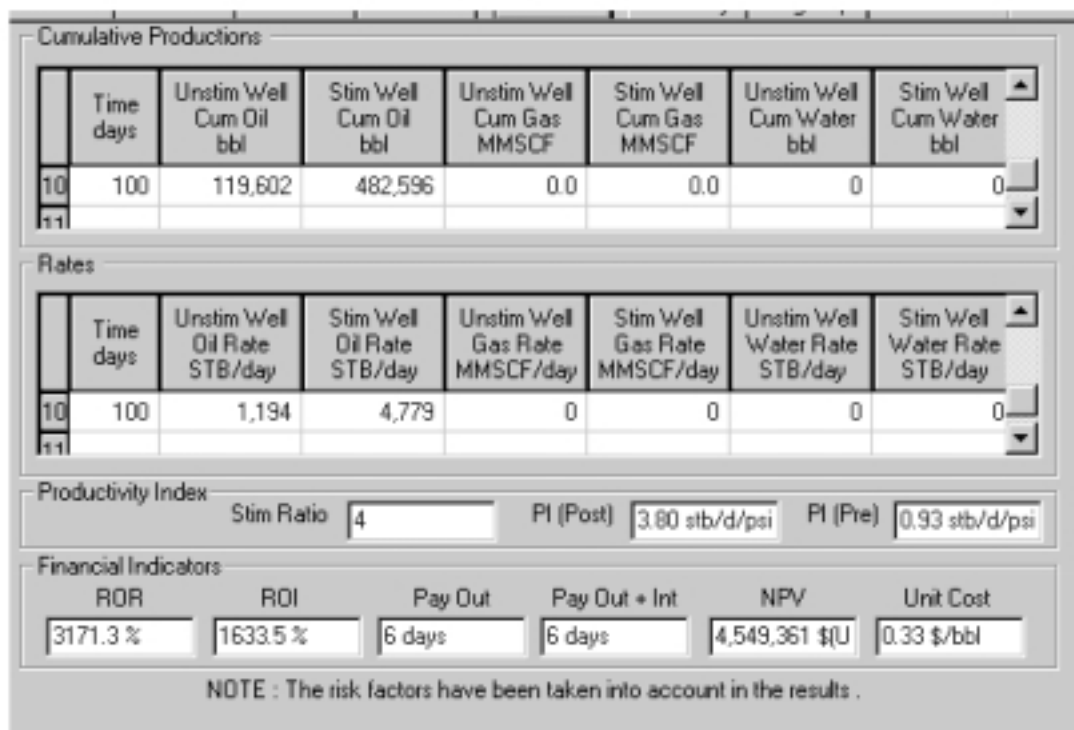 Cumulative Productions
Time days Unstim Well Cum Oil bbl Stim Well Cum Oil bbl Unstim Well Cum Gas MMSCF Stim Well Cum Gas MMSCF Unstim Well Cum Water bbl Stim Well Cum Water bbl
10 100 119,602 482,596 0.0 0.0 0 0
11
Rates
Time days Unstim Well Oil Rate STB/day Stim Well Oil Rate STB/day Unstim Well Gas Rate MMSCF/day Stim Well Gas Rate MMSCF/day Unstim Well Water Rate STB/day Stim Well Water Rate STB/day
10 100 1,194 4,779 0 0 0 0
11
Productivity Index
Stim Ratio 4 PI (Post) 3.80 stb/d/psi PI (Pre) 0.93 stb/d/psi
Financial Indicators
ROR ROI Pay Out Pay Out + Int NPV Unit Cost
3171.3 % 1633.5 % 6 days 6 days 4,549,361 $(U 0.33 $/bbl
NOTE : The risk factors have been taken into account in the results .